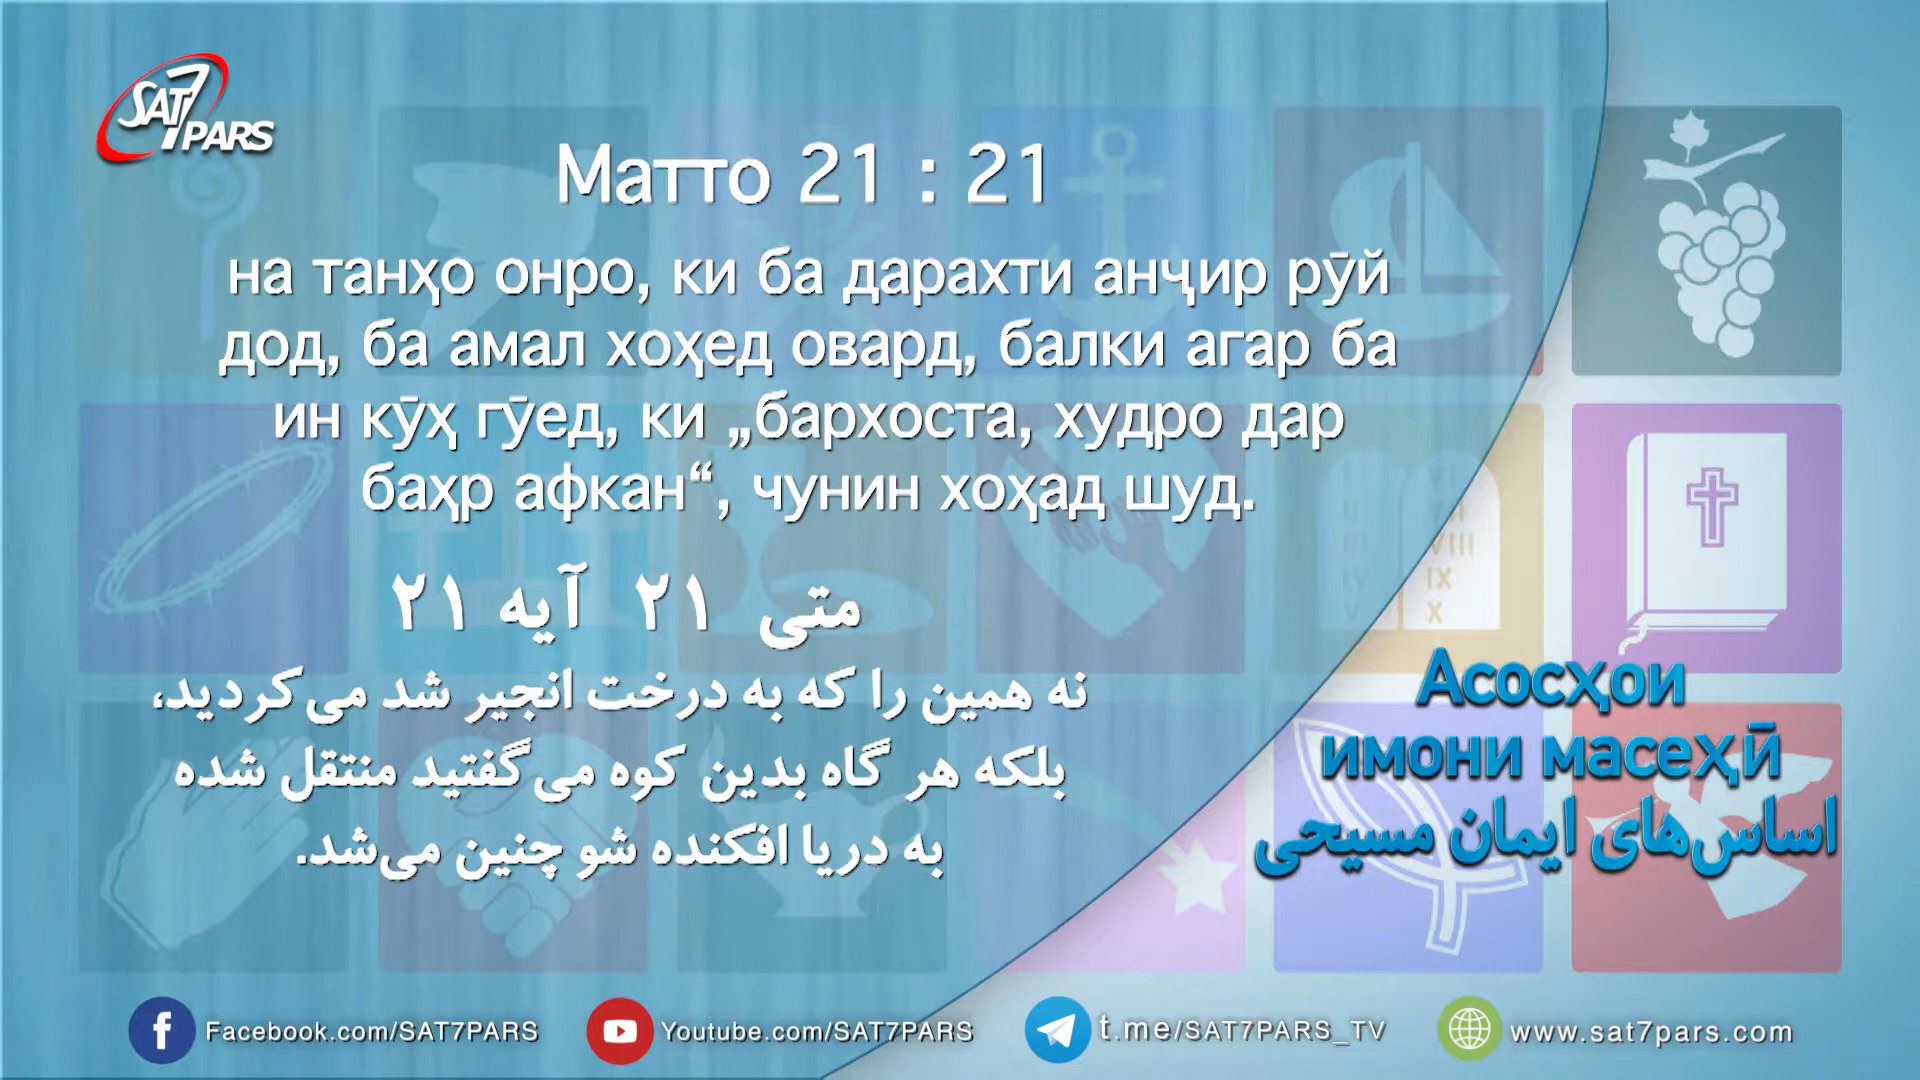 SAT7 PARS
Матто 21 : 21
на танҳо онро, ки ба дарахти анҷир рӯй
дод, ба амал хоҳед овард, балки агар ба
ин кӯҳ гӯед, ки „бархоста, худро дар
баҳр афкан“, чунин хоҳад шуд.
متی ۲۱ آیه ۲۱
نه همین را که به درخت انجیر شد می‌کردید،
بلکه هر گاه بدین کوه می‌گفتید منتقل شده
به دریا افکنده شو چنین می‌شد.
VIII
IV IX
V X
Асосҳои
имони масеҳӣ
اساس‌های ایمان مسیحی
Facebook.com/SAT7PARS
Youtube.com/SAT7PARS
t.me/SAT7PARS_TV
www.sat7pars.com